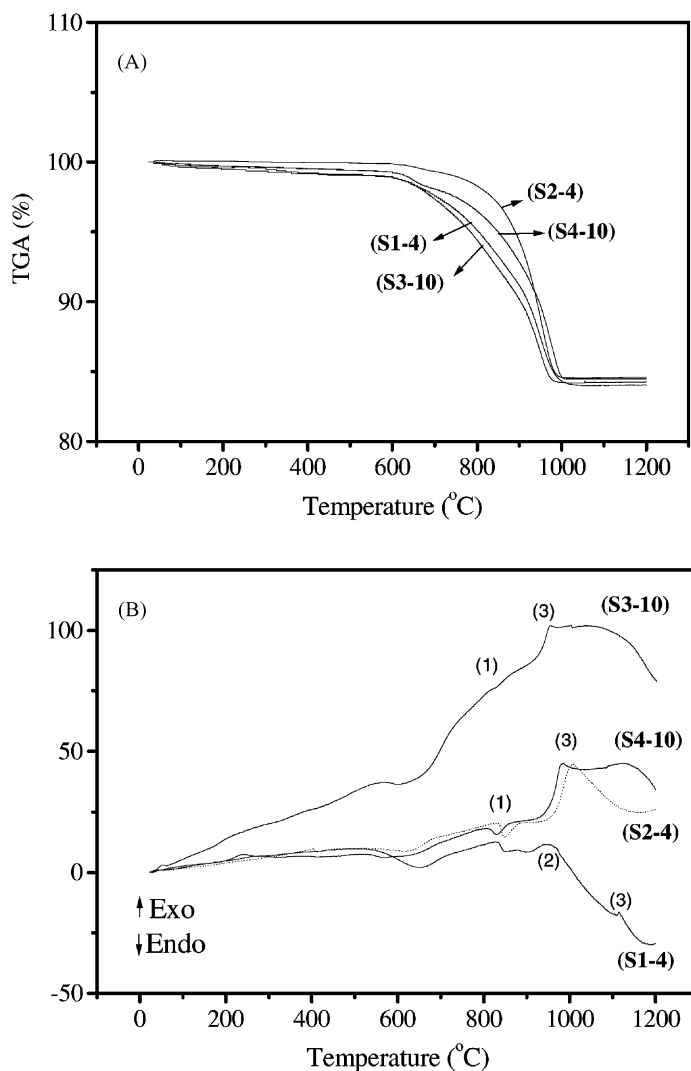 110
(A)
100
(S2-4)
(S4-10)
(S1-4)
(S3-10)
TGA (%)
90
80
0 200 400 600 800 1000 1200
Temperature (°C)
(B)
(S3-10)
(3)
100
(1)
(S4-10)
(3)
50
(1)
(S2-4)
(2)
0
Exo
(3)
Endo
(S1-4)
-50
0 200 400 600 800 1000 1200
Temperature (°C)